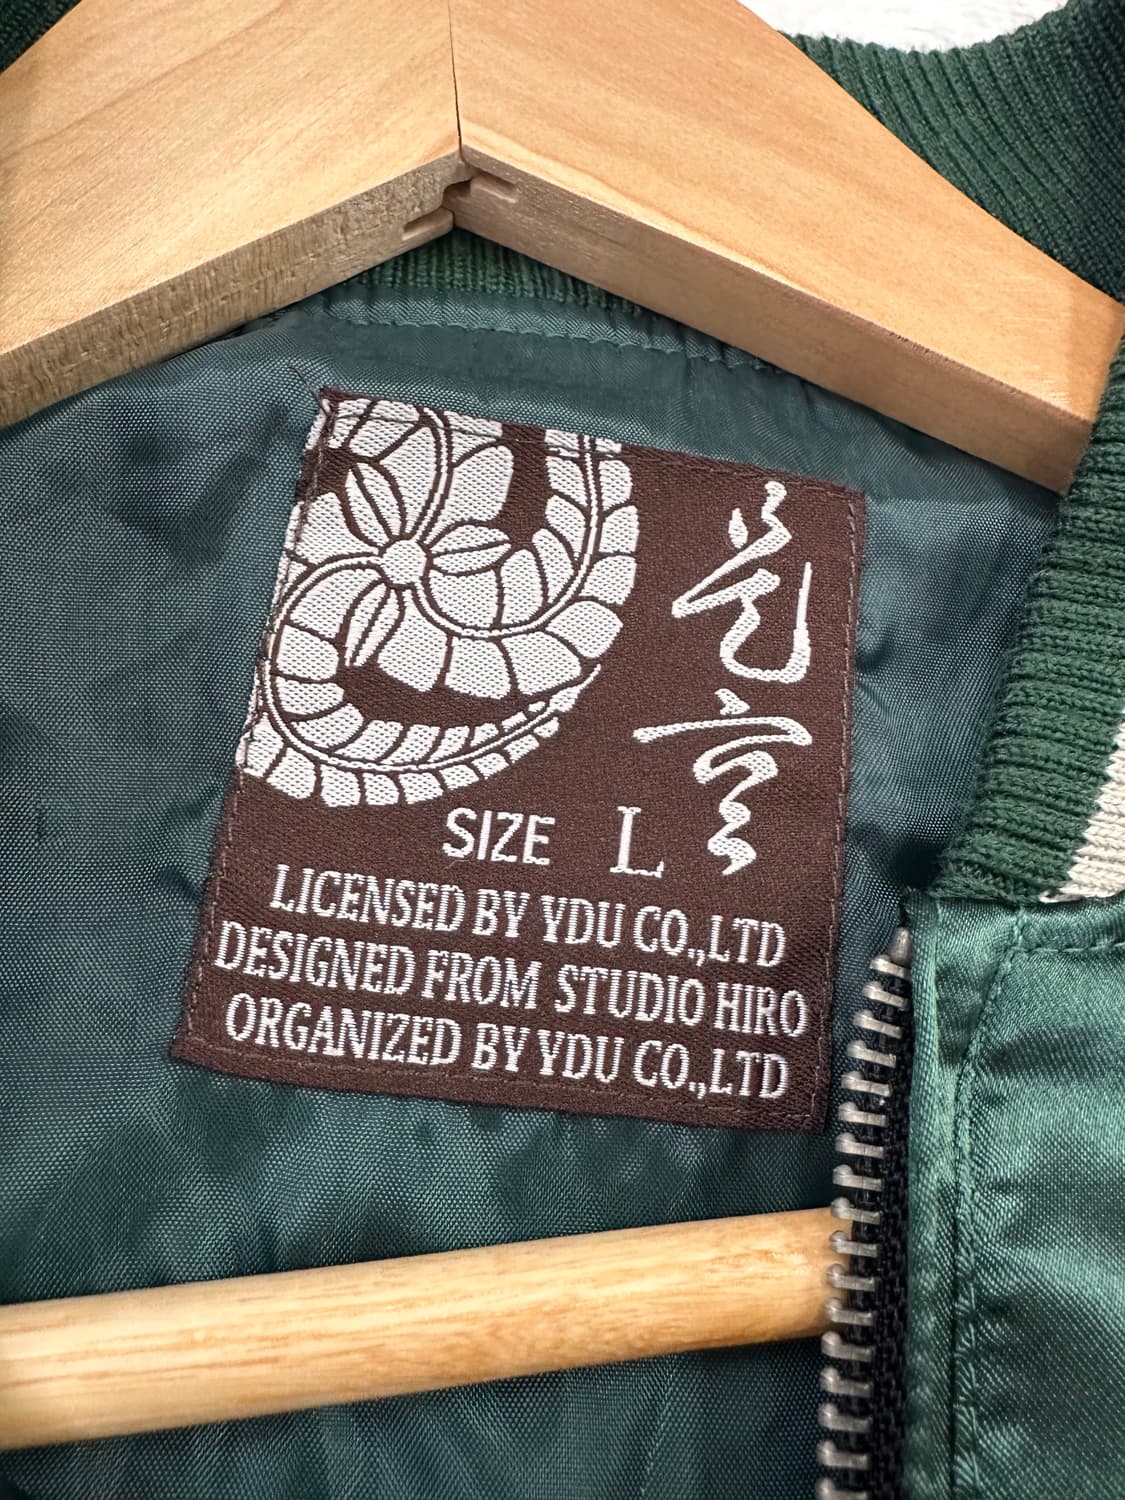 SIZE L
LICENSED BY YDU CO.,LTD
DESIGNED FROM STUDIO HIRO
ORGANIZED BY YDU CO.,LTD